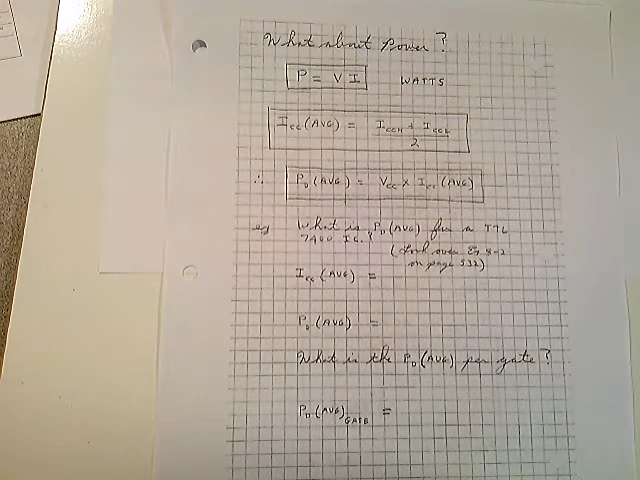 What about Power?
P = V I WATTS
I_CC (AVG) = (I_CCH + I_CCL) / 2
∴ P_D (AVG) = V_CC × I_CC (AVG)
eg What is P_D (AVG) for a TTL
7400 IC.?
(Look over Eg 8-2
on page 532)
I_CC (AVG) =
P_D (AVG) =
What is the P_D (AVG) per gate?
P_D (AVG)_GATE =